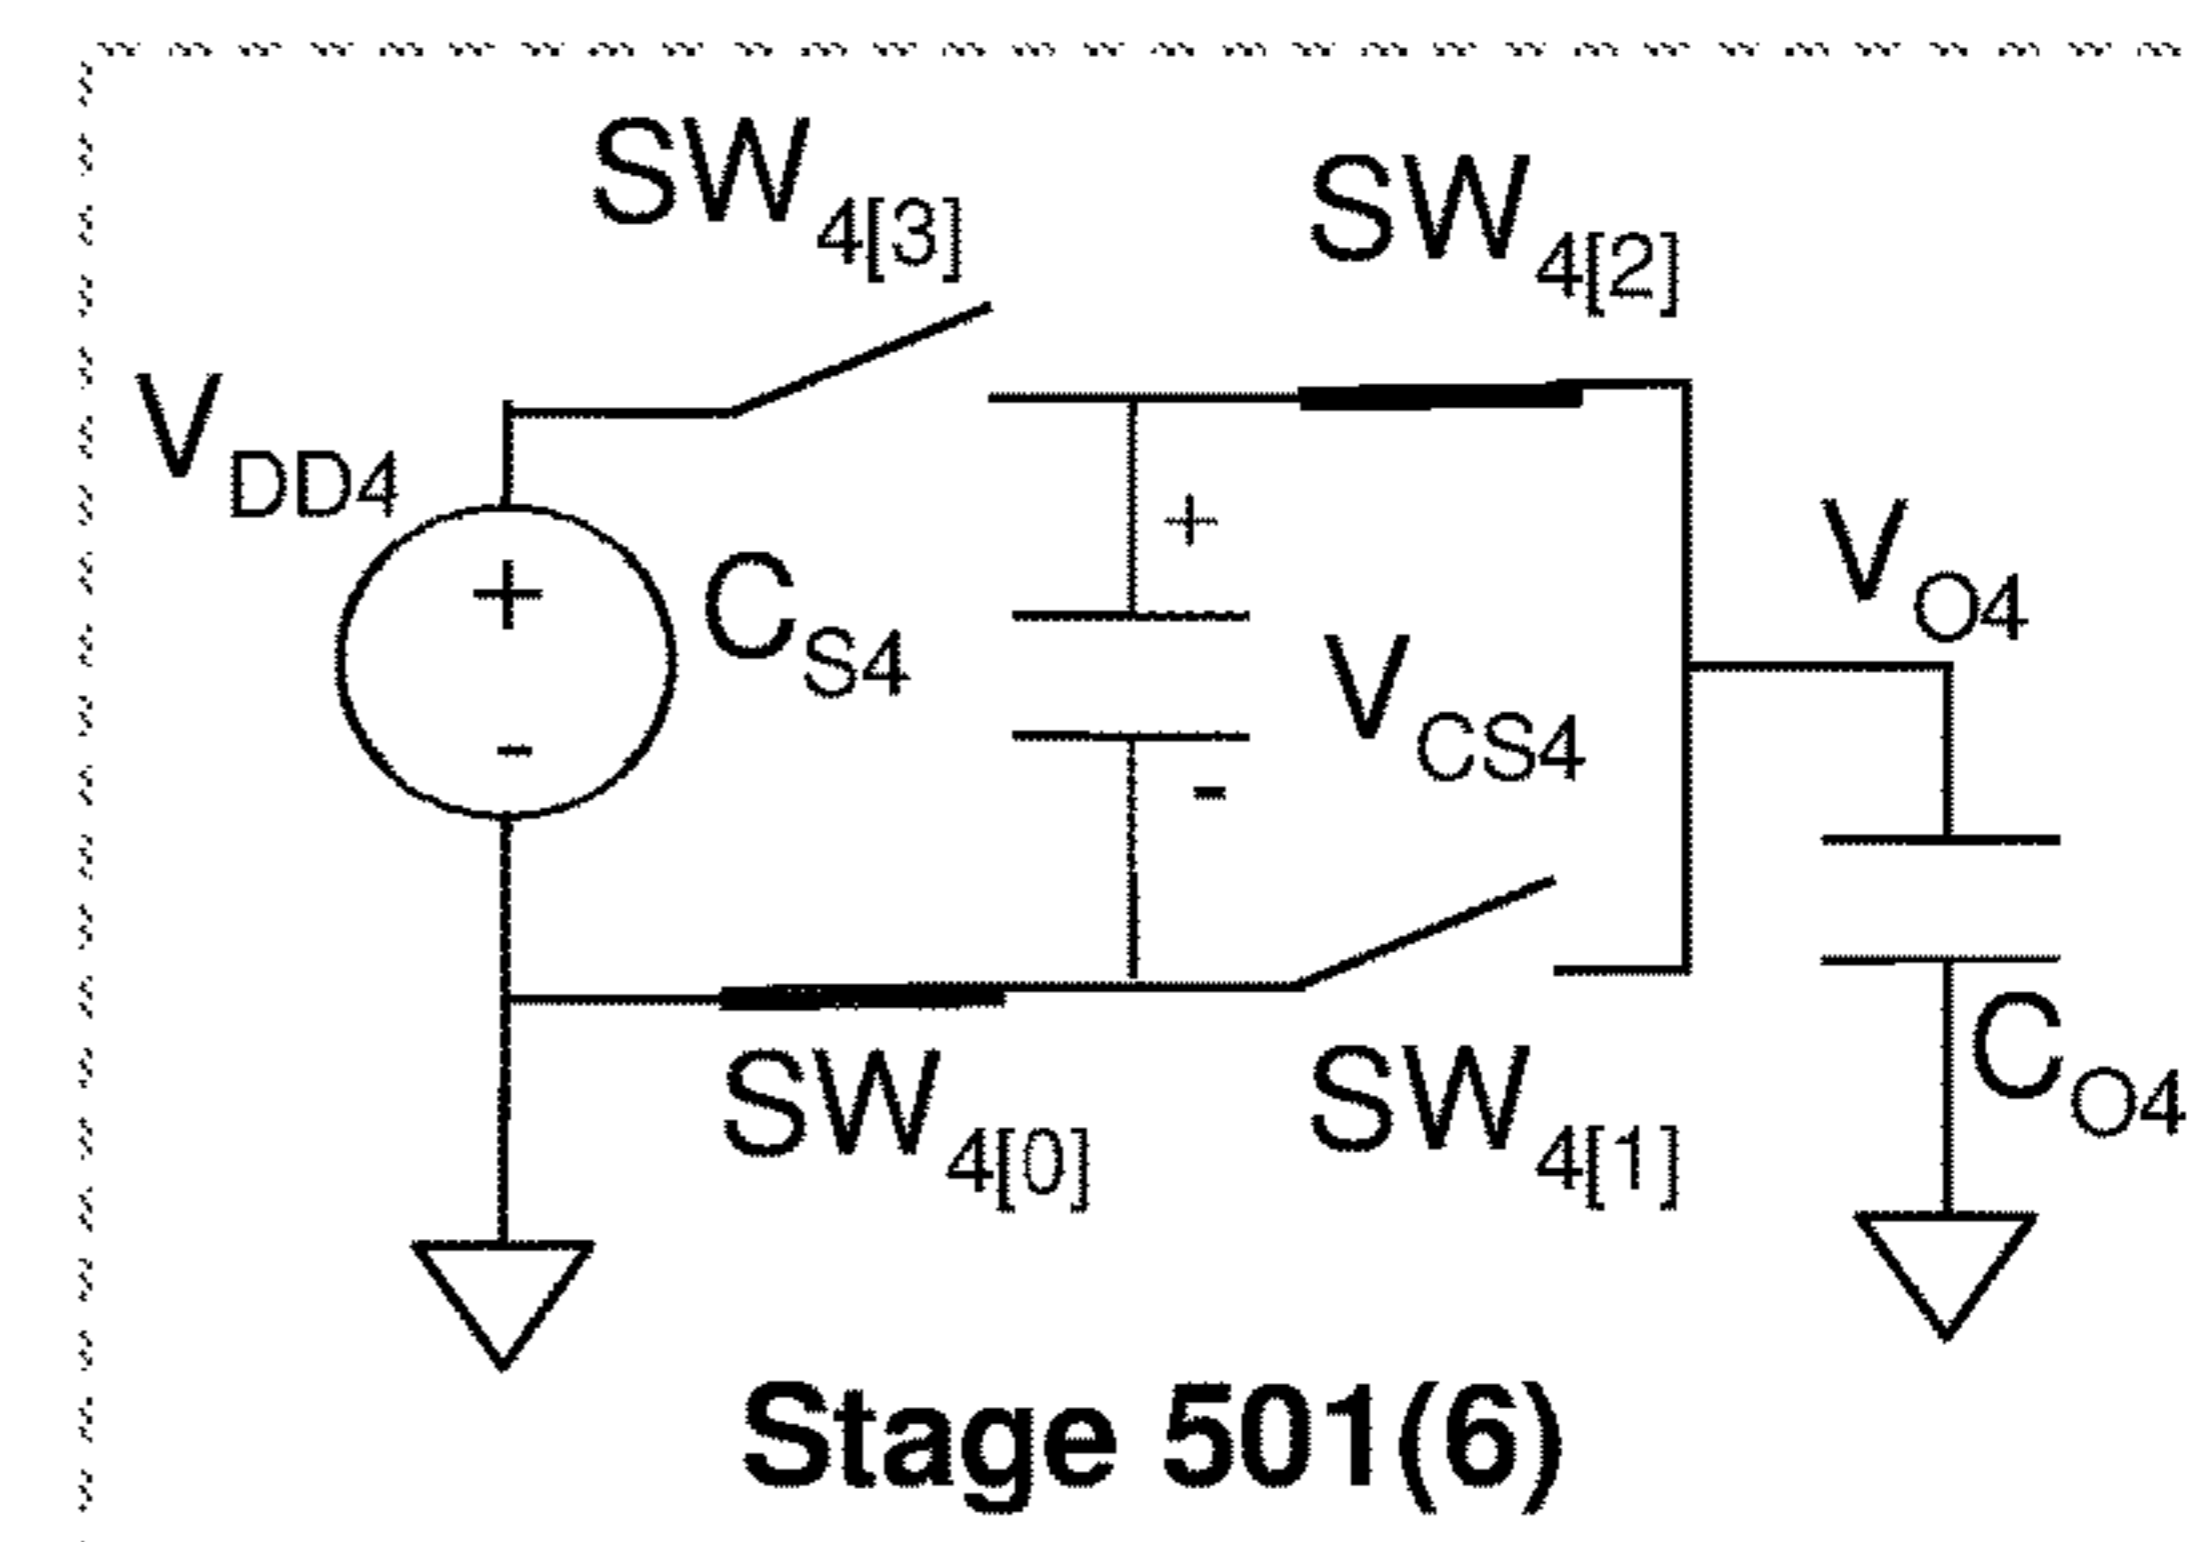 SW4[3]
SW4[2]
VDD4
+
-
CS4
+
-
VCS4
VO4
CO4
SW4[0]
SW4[1]
Stage 501(6)